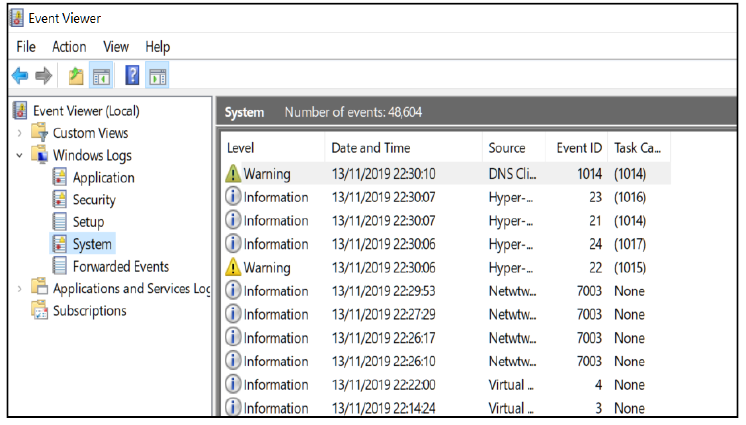 Event Viewer
File Action View Help
Event Viewer (Local)
Custom Views
Windows Logs
Application
Security
Setup
System
Forwarded Events
Applications and Services Log
Subscriptions
System Number of events: 48,604
Level Date and Time Source Event ID Task Ca...
Warning 13/11/2019 22:30:10 DNS Cli... 1014 (1014)
Information 13/11/2019 22:30:07 Hyper-... 23 (1016)
Information 13/11/2019 22:30:07 Hyper-... 21 (1014)
Information 13/11/2019 22:30:06 Hyper-... 24 (1017)
Warning 13/11/2019 22:30:06 Hyper-... 22 (1015)
Information 13/11/2019 22:29:53 Netwtw... 7003 None
Information 13/11/2019 22:27:29 Netwtw... 7003 None
Information 13/11/2019 22:26:17 Netwtw... 7003 None
Information 13/11/2019 22:26:10 Netwtw... 7003 None
Information 13/11/2019 22:22:00 Virtual ... 4 None
Information 13/11/2019 22:14:24 Virtual ... 3 None